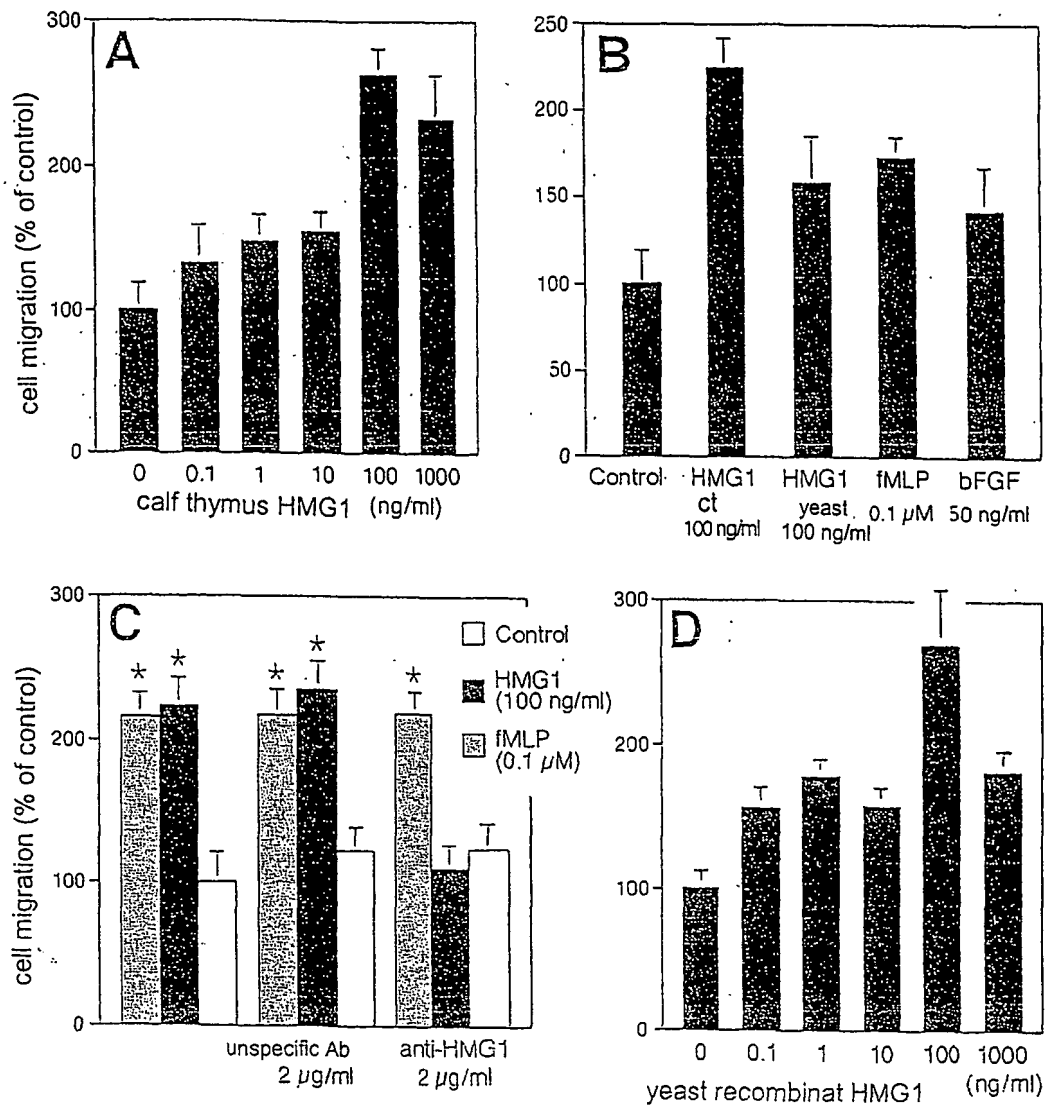 A
cell migration (% of control)
300
200
100
0
0 0.1 1 10 100 1000
calf thymus HMG1 (ng/ml)
B
250
200
150
100
50
0
Control HMG1 HMG1 fMLP bFGF
ct yeast 0.1 µM 50 ng/ml
100 ng/ml 100 ng/ml
C
cell migration (% of control)
300
200
100
0
* * * * *
Control
HMG1
(100 ng/ml)
fMLP
(0.1 µM)
unspecific Ab anti-HMG1
2 µg/ml 2 µg/ml
D
300
200
100
0
0 0.1 1 10 100 1000
yeast recombinat HMG1 (ng/ml)